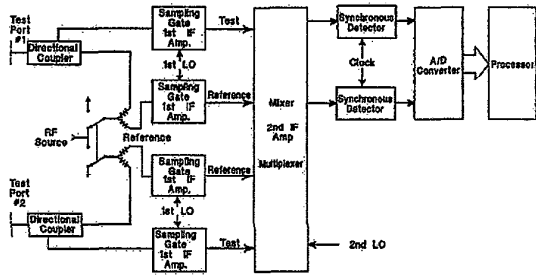 Test
Port
#1
Directional
Coupler
Sampling
Gate
1st IF
Amp.
Test
1st LO
Sampling
Gate
1st IF
Amp.
Reference
RF
Source
Reference
Sampling
Gate
1st IF
Amp.
Reference
1st LO
Test
Port
#2
Directional
Coupler
Sampling
Gate
1st IF
Amp.
Test
Mixer
2nd IF
Amp
Multiplexer
2nd LO
Synchronous
Detector
Clock
Synchronous
Detector
A/D
Converter
Processor